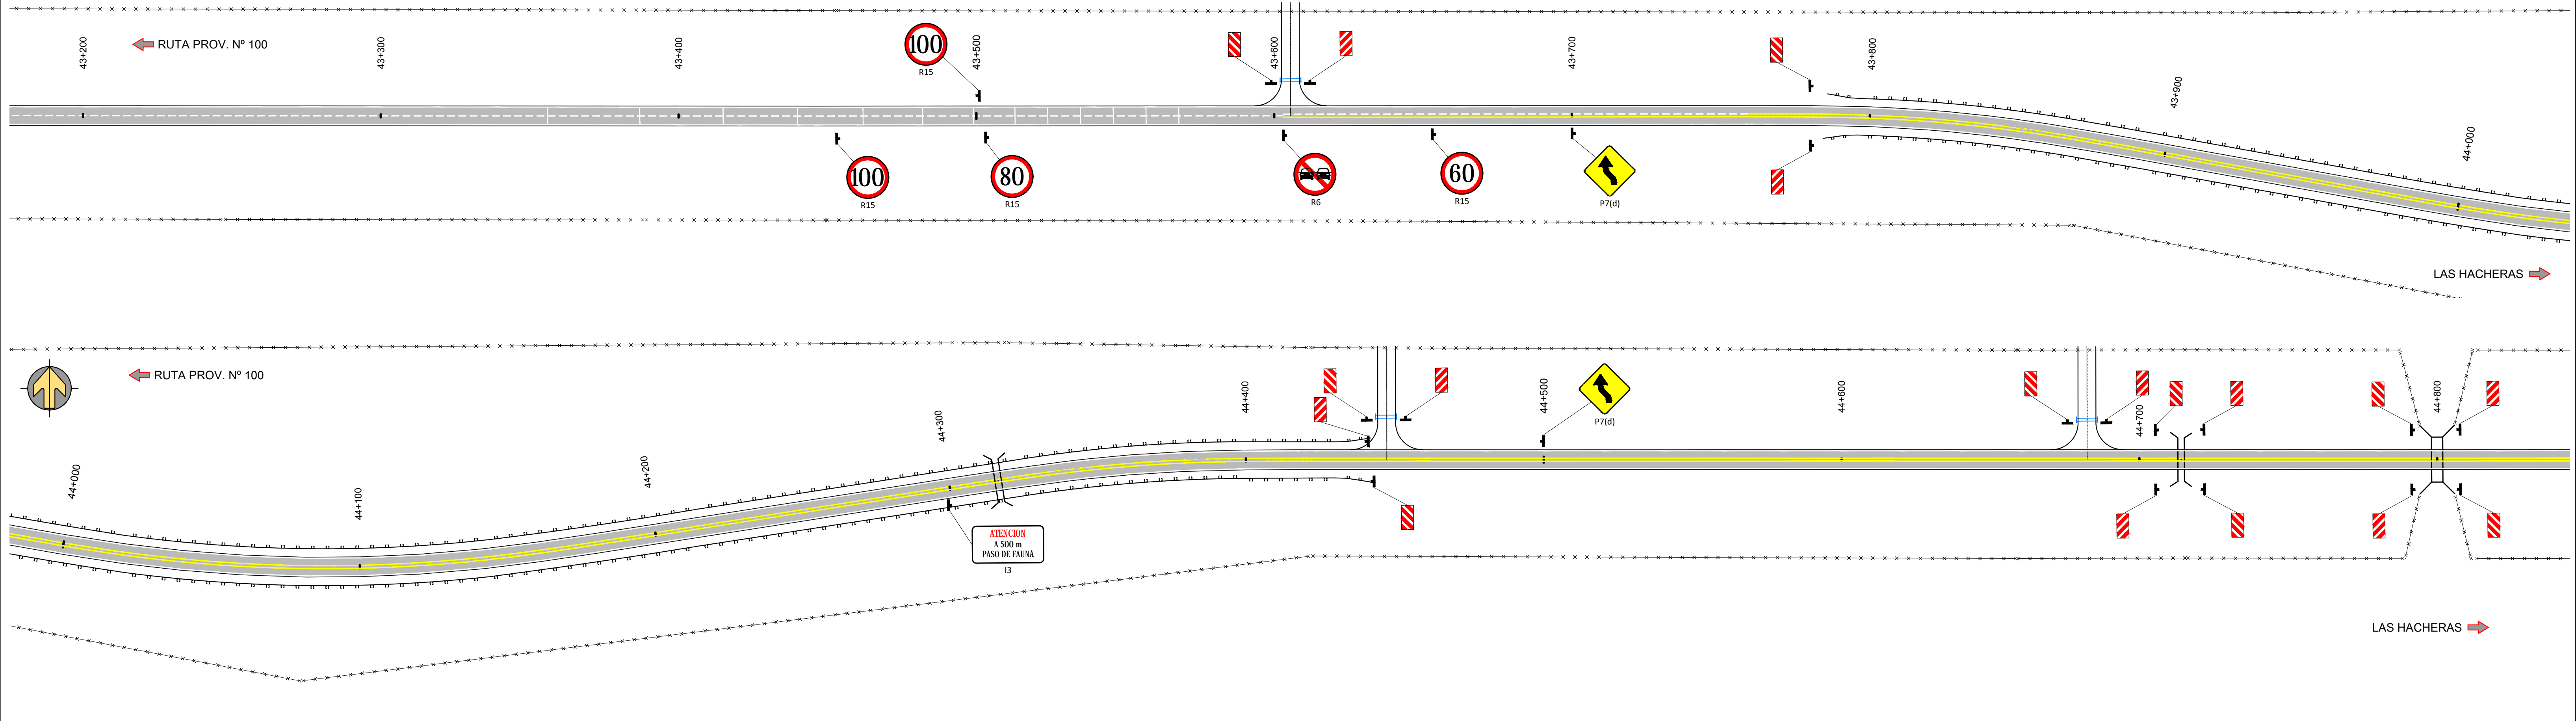 43+200
RUTA PROV. Nº 100
43+300
43+400
100
R15
43+500
43+600
43+700
43+800
43+900
44+000
100
R15
80
R15
R6
60
R15
P7(d)
LAS HACHERAS
RUTA PROV. Nº 100
44+000
44+100
44+200
44+300
44+400
44+500
P7(d)
44+600
44+700
44+800
ATENCION
A 500 m
PASO DE FAUNA
I3
LAS HACHERAS